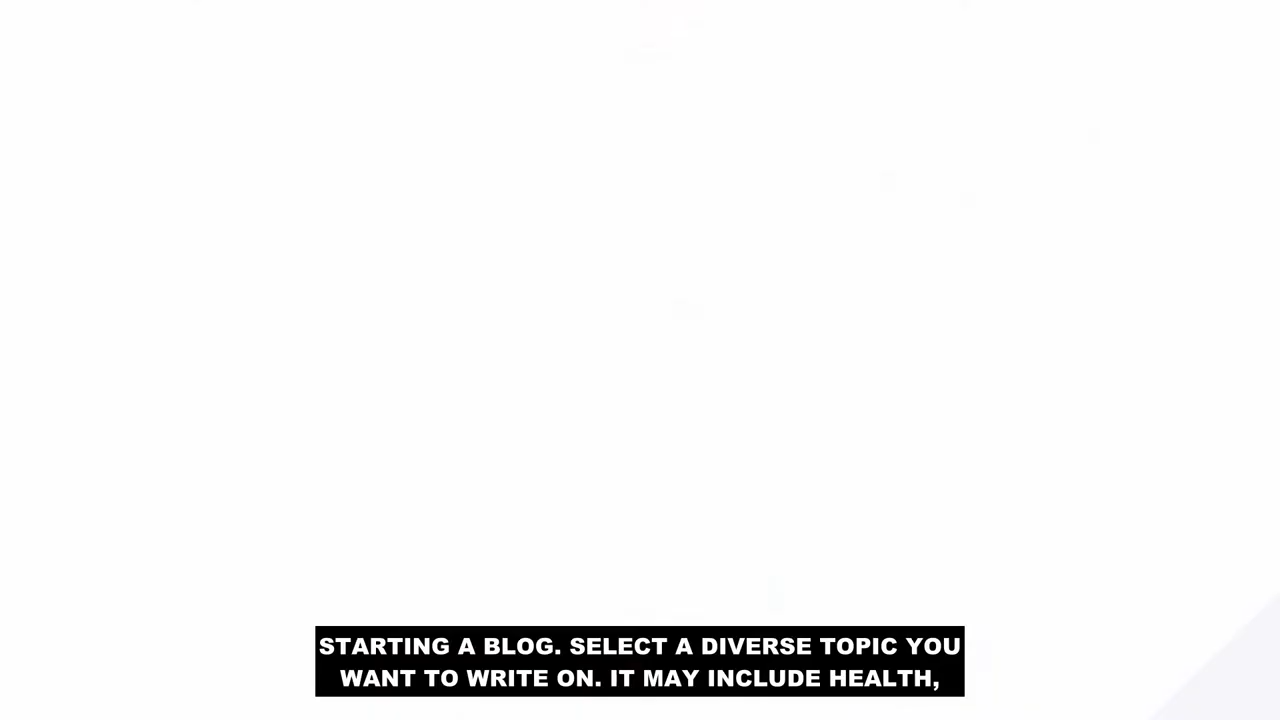 STARTING A BLOG. SELECT A DIVERSE TOPIC YOU
WANT TO WRITE ON. IT MAY INCLUDE HEALTH,